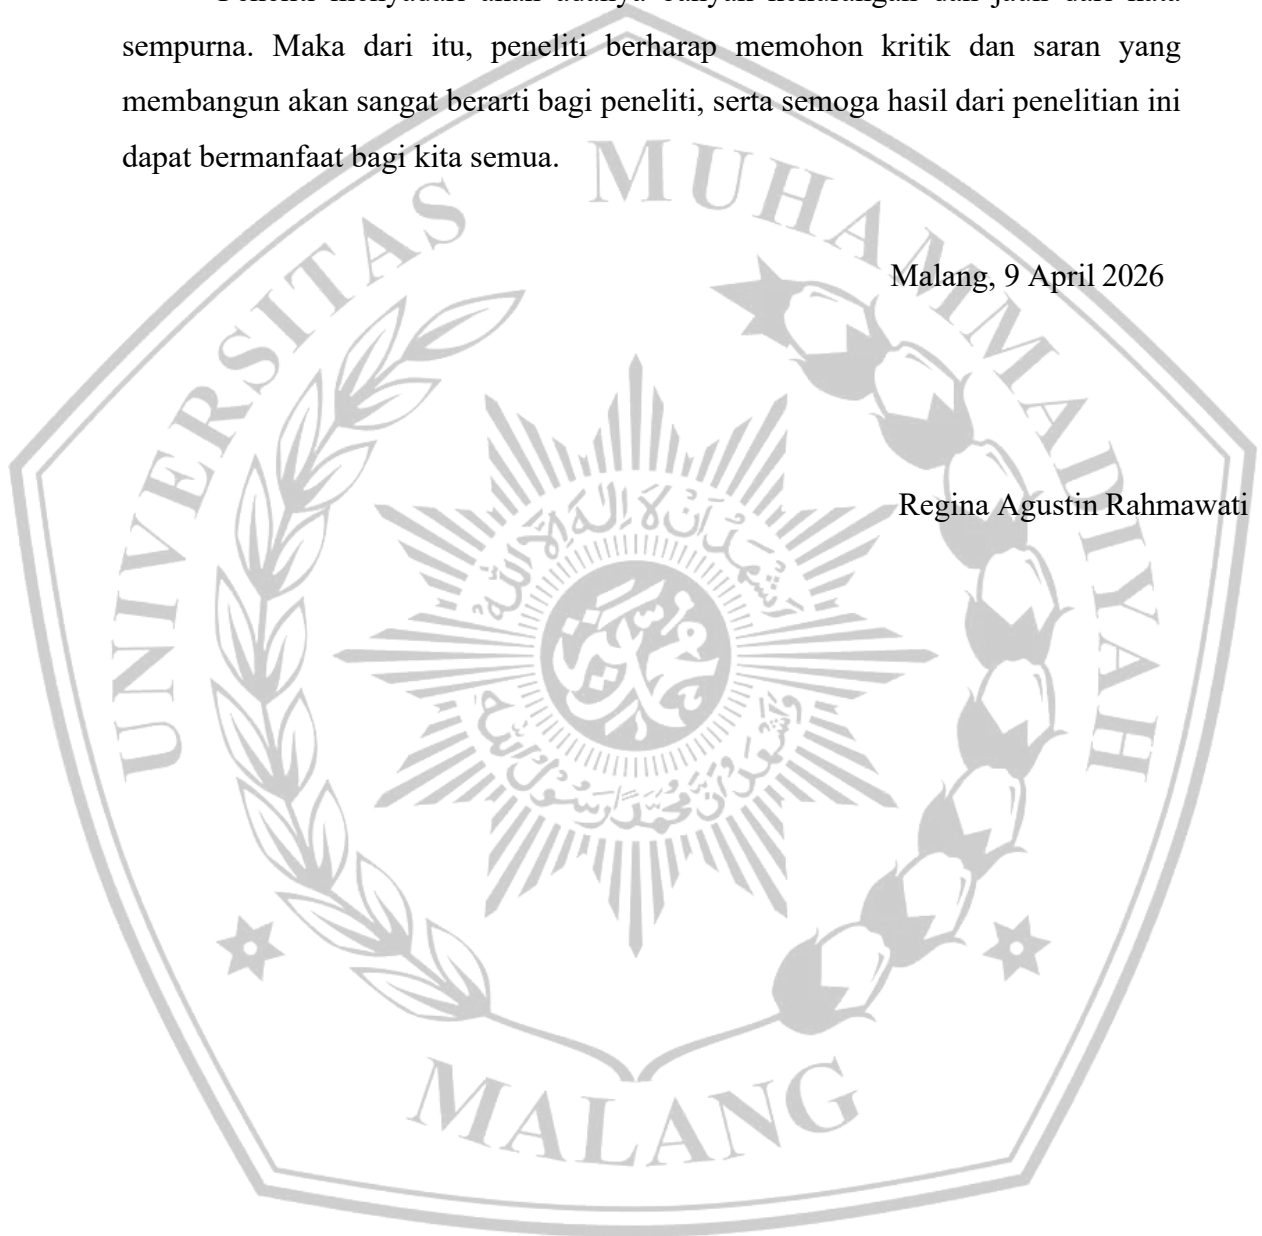 sempurna. Maka dari itu, peneliti berharap memohon kritik dan saran yang
membangun akan sangat berarti bagi peneliti, serta semoga hasil dari penelitian ini
dapat bermanfaat bagi kita semua.
UNIVERSITAS MUHAMMADIYAH
Malang, 9 April 2026
Regina Agustin Rahmawati
MALANG